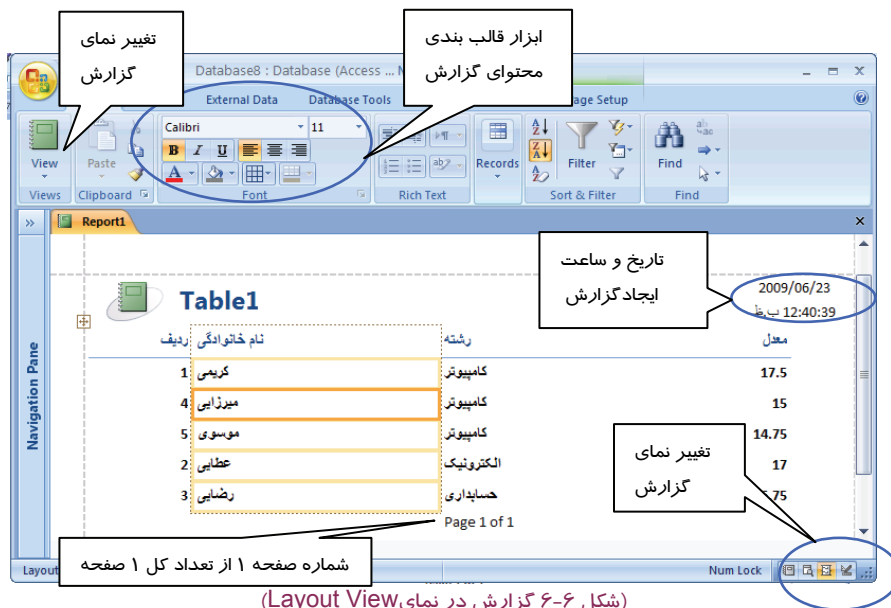 تغییر نمای
گزارش
ابزار قالب بندی
محتوای گزارش
Database8 : Database (Access ...
External Data
Database Tools
age Setup
Calibri
11
B I U
A
View
Paste
Records
Filter
Find
Views
Clipboard
Font
Rich Text
Sort & Filter
Find
Report1
تاریخ و ساعت
ایجادگزارش
2009/06/23
12:40:39 ب.ظ
Table1
ردیف نام خانوادگی رشته معدل
1 کریمی کامپیوتر 17.5
4 میرزایی کامپیوتر 15
5 موسوی کامپیوتر 14.75
2 عطایی الکترونیک 17
3 رضایی حسابداری .75
Page 1 of 1
Navigation Pane
تغییر نمای
گزارش
شماره صفحه ۱ از تعداد کل ۱ صفحه
Layou
Num Lock
(شکل ۶-۶ گزارش در نمای Layout View)